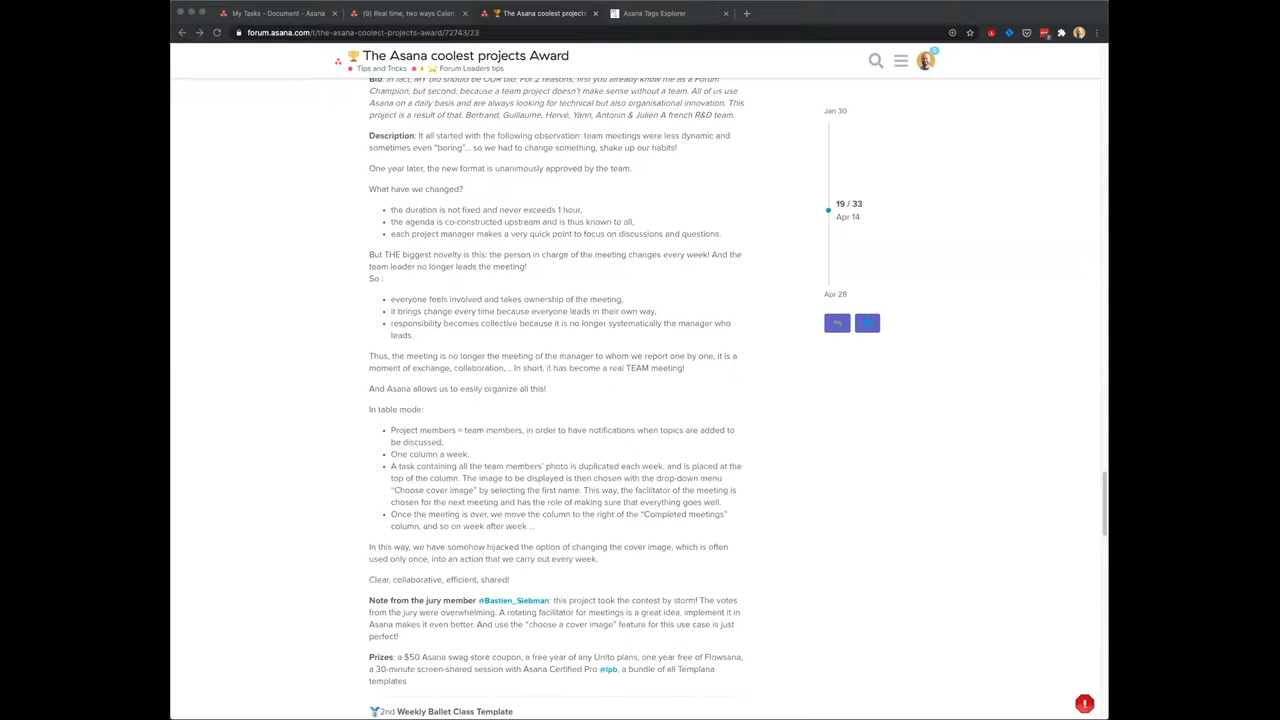 My Tasks - Document - Asana
(9) Real time, two ways Calen
The Asana coolest projects
Asana Tags Explorer
forum.asana.com/t/the-asana-coolest-projects-award/72743/23
The Asana coolest projects Award
Tips and Tricks
Forum Leaders tips
Bio: In fact, MY bio should be OUR bio. For 2 reasons, first you already know me as a Forum
Champion, but second: because a team project doesn't make sense without a team. All of us use
Asana on a daily basis and are always looking for technical but also organisational innovation. This
project is a result of that. Bertrand, Guillaume, Hervé, Yann, Antonin & Julien A french R&D team.
Description: It all started with the following observation: team meetings were less dynamic and
sometimes even "boring"... so we had to change something, shake up our habits!
One year later, the new format is unanimously approved by the team.
What have we changed?
• the duration is not fixed and never exceeds 1 hour,
• the agenda is co-constructed upstream and is thus known to all,
• each project manager makes a very quick point to focus on discussions and questions.
But THE biggest novelty is this: the person in charge of the meeting changes every week! And the
team leader no longer leads the meeting!
So :
• everyone feels involved and takes ownership of the meeting,
• it brings change every time because everyone leads in their own way,
• responsibility becomes collective because it is no longer systematically the manager who
leads.
Thus, the meeting is no longer the meeting of the manager to whom we report one by one, it is a
moment of exchange, collaboration,... In short, it has become a real TEAM meeting!
And Asana allows us to easily organize all this!
In table mode:
• Project members = team members, in order to have notifications when topics are added to
be discussed,
• One column a week,
• A task containing all the team members' photo is duplicated each week, and is placed at the
top of the column. The image to be displayed is then chosen with the drop-down menu
"Choose cover image" by selecting the first name. This way, the facilitator of the meeting is
chosen for the next meeting and has the role of making sure that everything goes well.
• Once the meeting is over, we move the column to the right of the "Completed meetings"
column, and so on week after week ...
In this way, we have somehow hijacked the option of changing the cover image, which is often
used only once, into an action that we carry out every week.
Clear, collaborative, efficient, shared!
Note from the jury member @Bastien_Siebman: this project took the contest by storm! The votes
from the jury were overwhelming. A rotating facilitator for meetings is a great idea, implement it in
Asana makes it even better. And use the "choose a cover image" feature for this use case is just
perfect!
Prizes: a $50 Asana swag store coupon, a free year of any Unito plans, one year free of Flowsana,
a 30-minute screen-shared session with Asana Certified Pro @lpb, a bundle of all Templana
templates
2nd Weekly Ballet Class Template
Jan 30
19 / 33
Apr 14
Apr 28